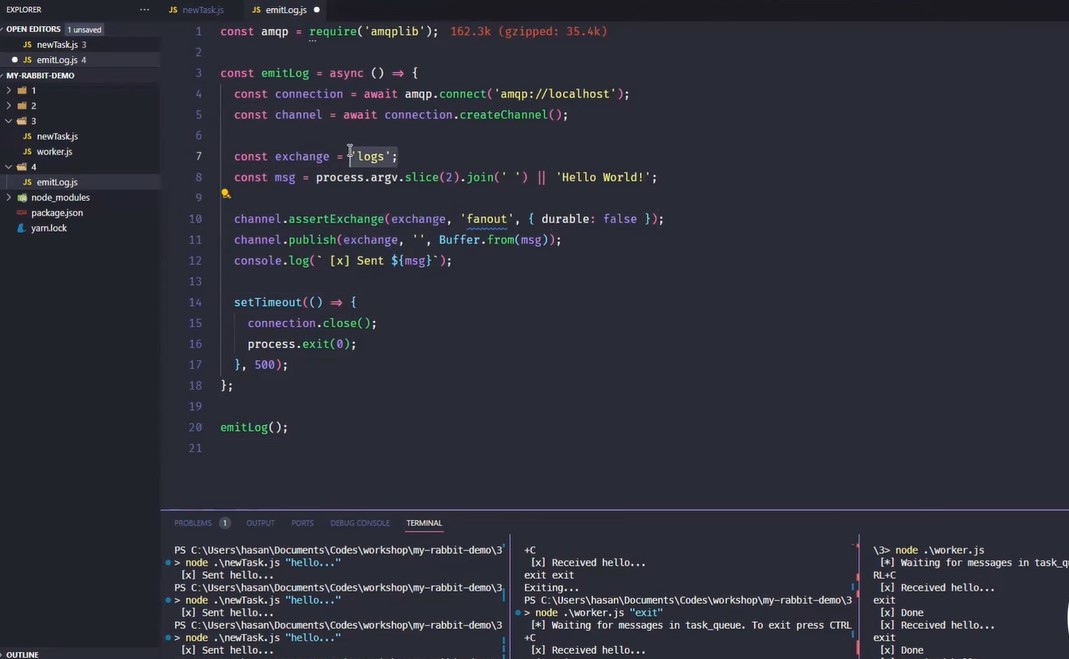 EXPLORER
···
OPEN EDITORS 1 unsaved
JS newTask.js 3
JS emitLog.js 4
MY-RABBIT-DEMO
1
2
3
JS newTask.js
JS worker.js
4
JS emitLog.js
node_modules
package.json
yarn.lock
OUTLINE
JS newTask.js JS emitLog.js
1 const amqp = require('amqplib'); 162.3k (gzipped: 35.4k)
2
3 const emitLog = async () => {
4 const connection = await amqp.connect('amqp://localhost');
5 const channel = await connection.createChannel();
6
7 const exchange = 'logs';
8 const msg = process.argv.slice(2).join(' ') || 'Hello World!';
9
10 channel.assertExchange(exchange, 'fanout', { durable: false });
11 channel.publish(exchange, '', Buffer.from(msg));
12 console.log(` [x] Sent ${msg}`);
13
14 setTimeout(() => {
15 connection.close();
16 process.exit(0);
17 }, 500);
18 };
19
20 emitLog();
21
PROBLEMS 1 OUTPUT PORTS DEBUG CONSOLE TERMINAL
PS C:\Users\hasan\Documents\Codes\workshop\my-rabbit-demo\3
> node .\newTask.js "hello..."
[x] Sent hello...
PS C:\Users\hasan\Documents\Codes\workshop\my-rabbit-demo\3
> node .\newTask.js "hello..."
[x] Sent hello...
PS C:\Users\hasan\Documents\Codes\workshop\my-rabbit-demo\3
> node .\newTask.js "hello..."
[x] Sent hello...
+C
[x] Received hello...
exit exit
Exiting...
PS C:\Users\hasan\Documents\Codes\workshop\my-rabbit-demo\3
> node .\worker.js "exit"
[*] Waiting for messages in task_queue. To exit press CTRL
+C
[x] Received hello...
\3> node .\worker.js
[*] Waiting for messages in task_qu
RL+C
[x] Received hello...
exit
[x] Done
[x] Received hello...
exit
[x] Done